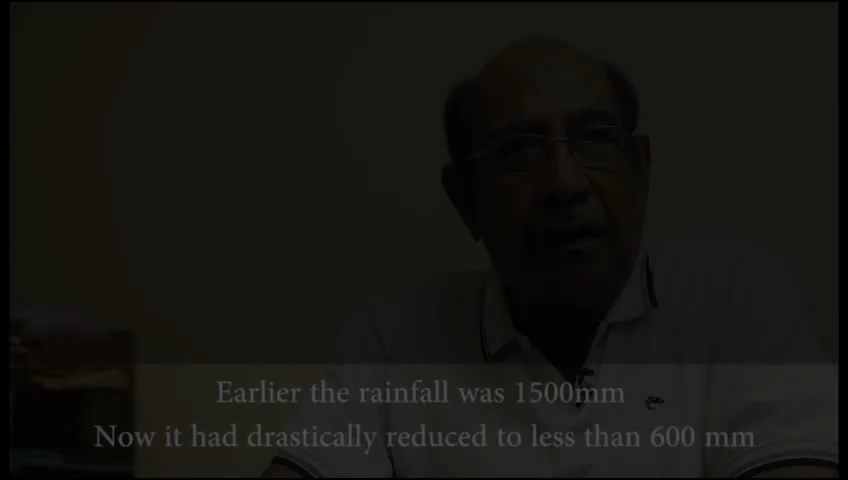 Earlier the rainfall was 1500mm
Now it had drastically reduced to less than 600 mm